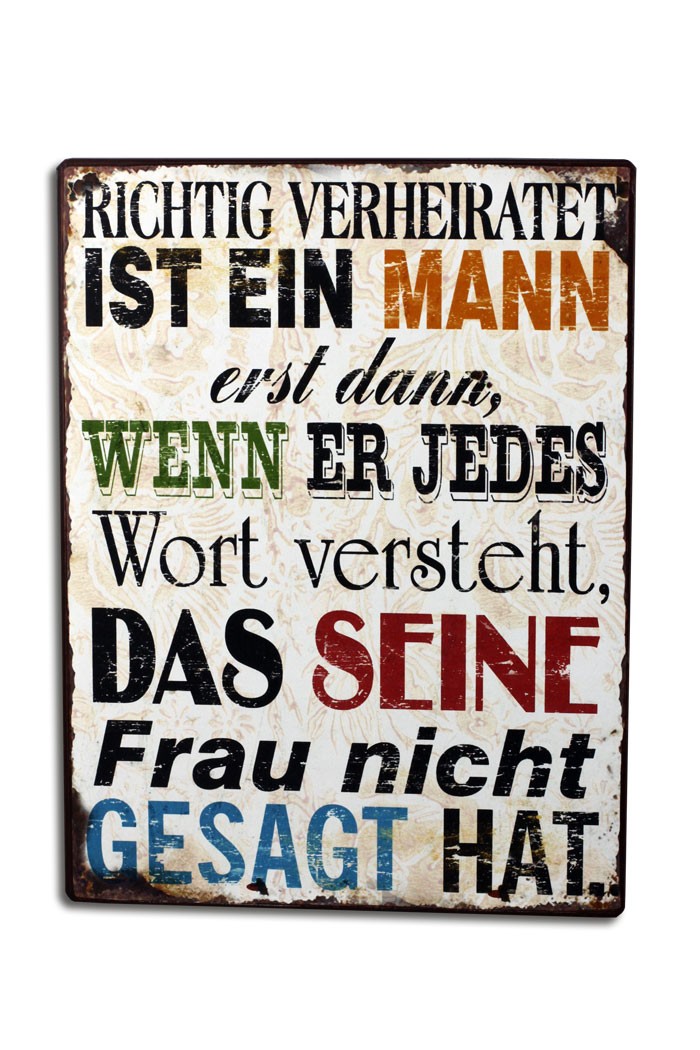 RICHTIG VERHEIRATET
IST EIN MANN
erst dann,
WENN ER JEDES
Wort versteht,
DAS SEINE
Frau nicht
GESAGT HAT..